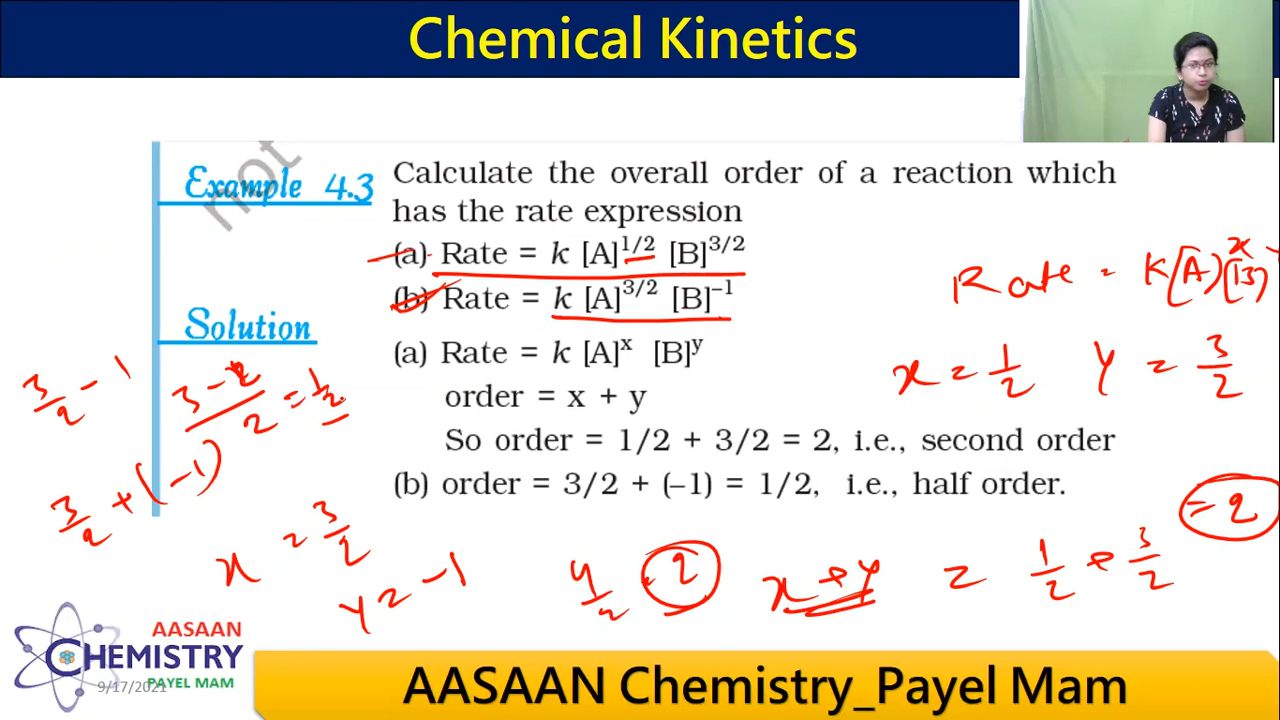 Chemical Kinetics
not
Example 4.3
Calculate the overall order of a reaction which
has the rate expression
(a) Rate = k [A]^1/2 [B]^3/2
(b) Rate = k [A]^3/2 [B]^–1
Solution
(a) Rate = k [A]^x [B]^y
order = x + y
So order = 1/2 + 3/2 = 2, i.e., second order
(b) order = 3/2 + (–1) = 1/2, i.e., half order.
Rate = K[A][B]^x
x = 1/2 y = 3/2
3/2 - 1
3-2/2 = 1/2
3/2 + (-1)
x = 3/2
y = -1
4/2 = 2
x + y = 1/2 + 3/2 = 2
AASAAN
CHEMISTRY
PAYEL MAM
9/17/2021
AASAAN Chemistry_Payel Mam